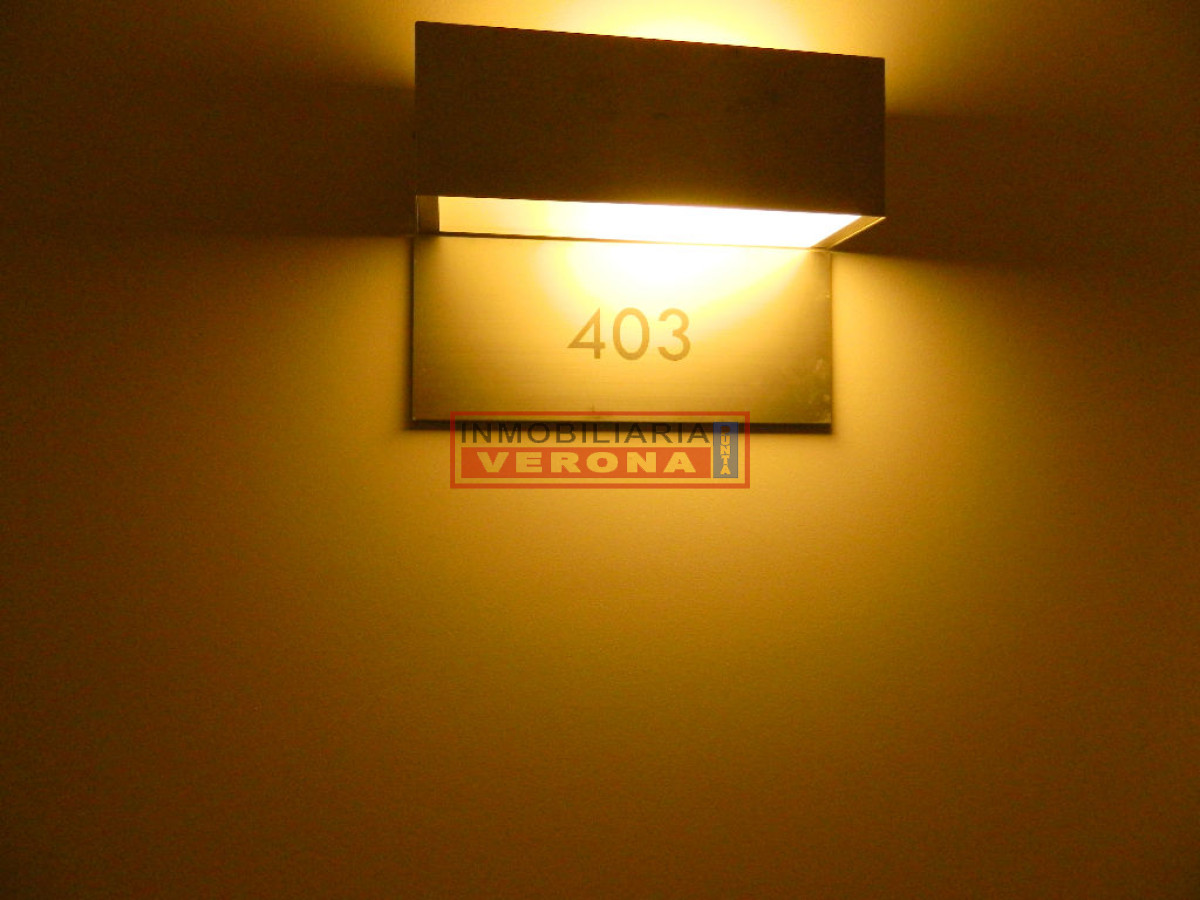 403
INMOBILIARIA
VERONA
PUNTA